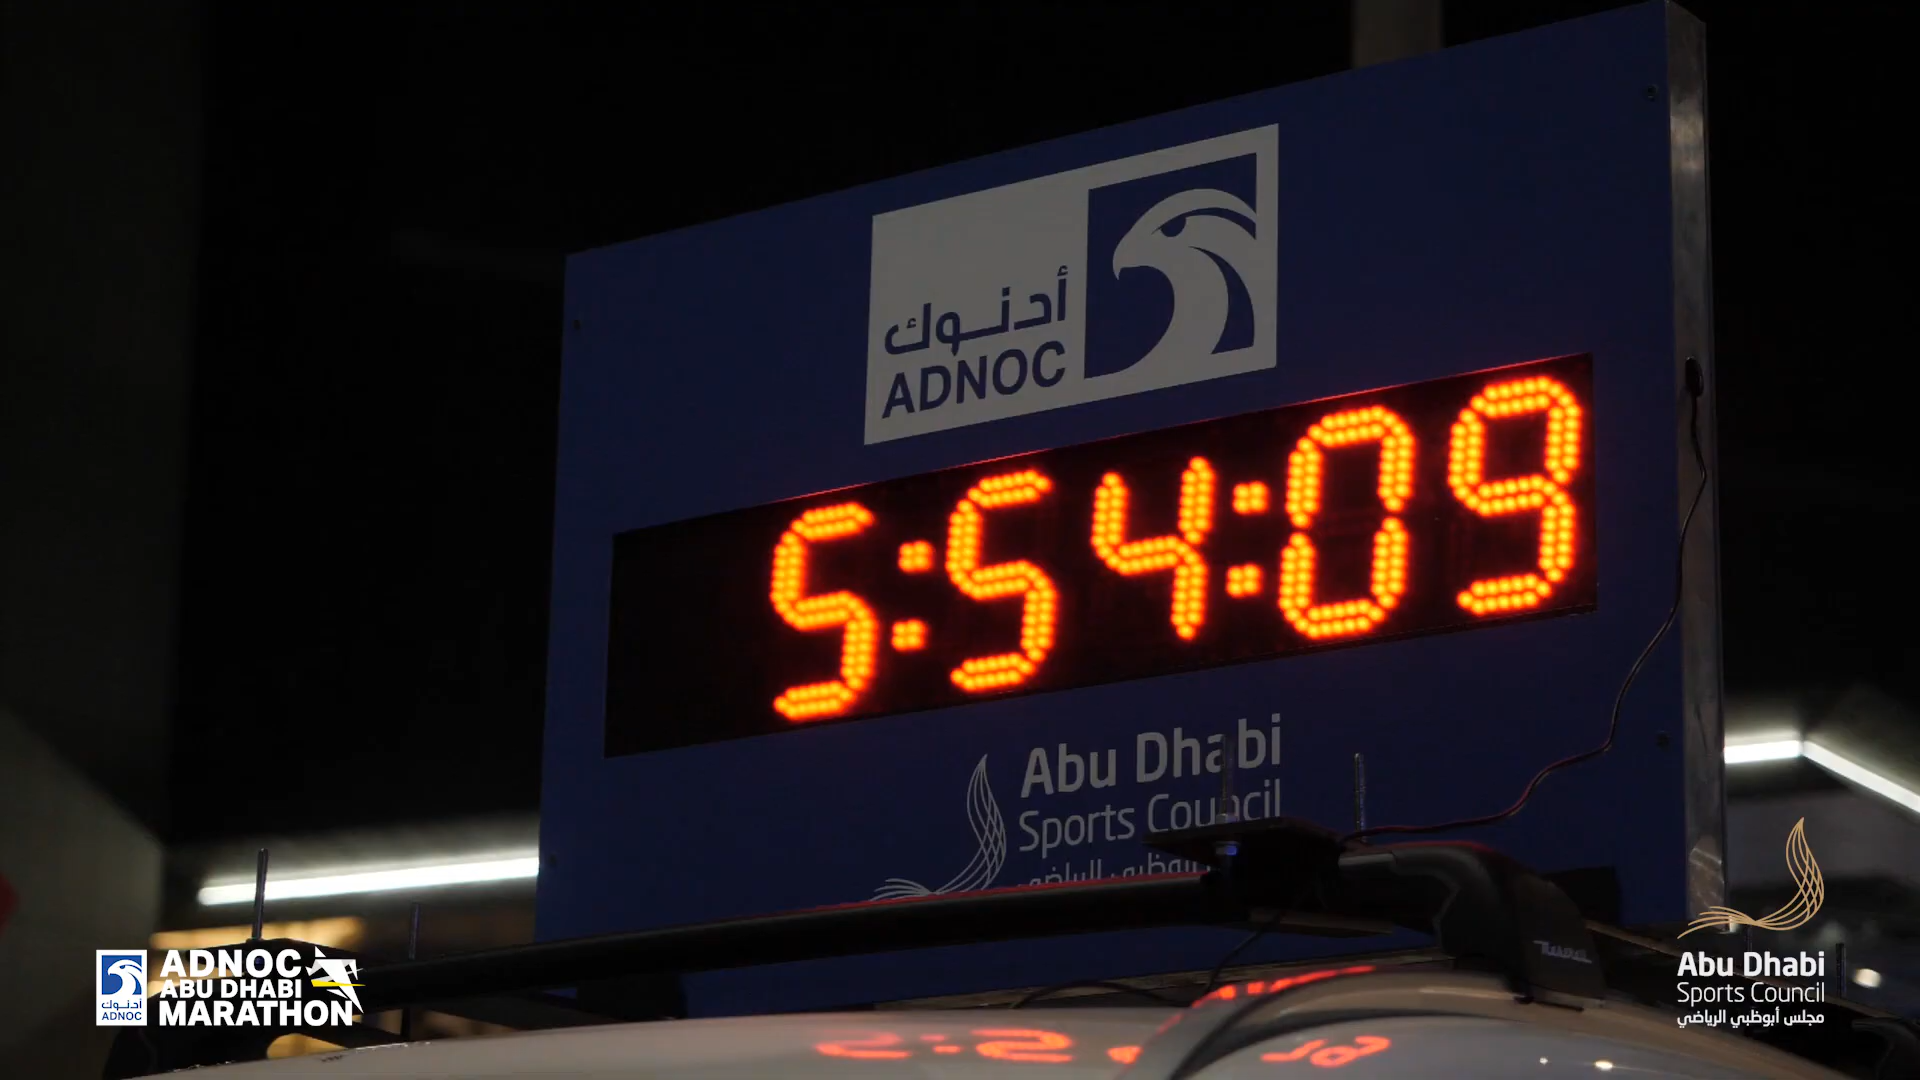 أدنوك
ADNOC
5:54:09
Abu Dhabi
Sports Council
أدنوك
ADNOC
ADNOC
ABU DHABI
MARATHON
Abu Dhabi
Sports Council
مجلس أبوظبي الرياضي